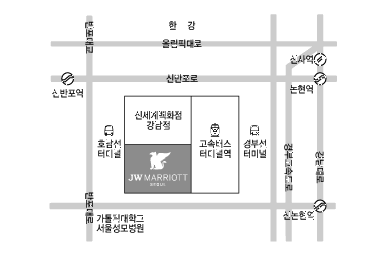 한 강
올림픽대로
반포대로
신사역
신반포로
신반포역
논현역
신세계백화점
강남점
호남선
터미널
고속버스
터미널역
경부선
터미널
JW MARRIOTT
경부고속도로
강남대로
반포대로
가톨릭대학교
서울성모병원
신논현역